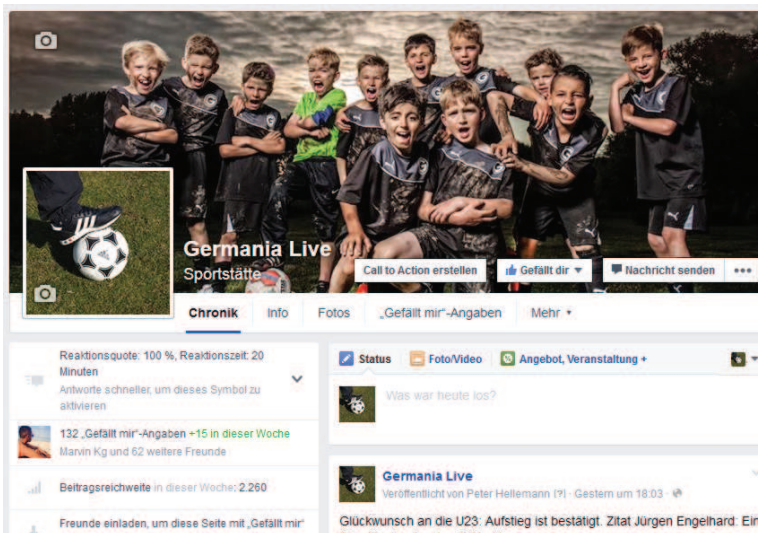 Germania Live
Sportstätte
Call to Action erstellen
Gefällt dir
Nachricht senden
Chronik
Info
Fotos
„Gefällt mir"-Angaben
Mehr
Reaktionsquote: 100 %, Reaktionszeit: 20
Minuten
Antworte schneller, um dieses Symbol zu
aktivieren
132 „Gefällt mir"-Angaben +15 in dieser Woche
Marvin Kg und 62 weitere Freunde
Beitragsreichweite in dieser Woche: 2.260
Freunde einladen, um diese Seite mit „Gefällt mir"
Status
Foto/Video
Angebot, Veranstaltung +
Was war heute los?
Germania Live
Veröffentlicht von Peter Hellemann [?] · Gestern um 18:03 ·
Glückwunsch an die U23: Aufstieg ist bestätigt. Zitat Jürgen Engelhard: Ein